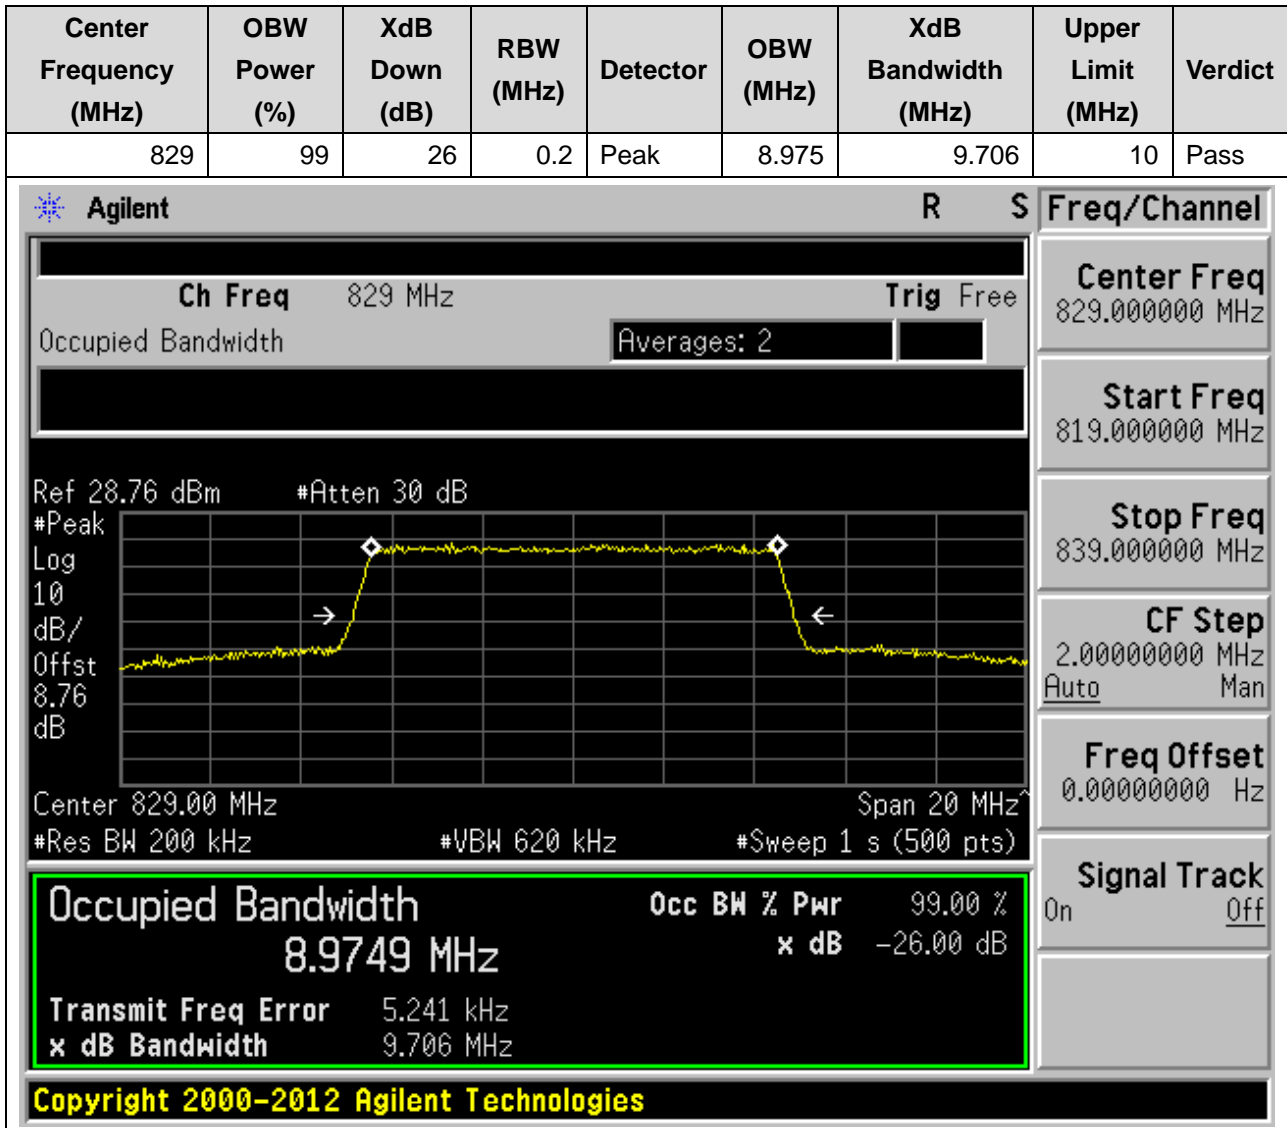 Center Frequency (MHz) OBW Power (%) XdB Down (dB) RBW (MHz) Detector OBW (MHz) XdB Bandwidth (MHz) Upper Limit (MHz) Verdict
829 99 26 0.2 Peak 8.975 9.706 10 Pass
Agilent R S Freq/Channel
Ch Freq 829 MHz Trig Free
Occupied Bandwidth Averages: 2
Center Freq
829.000000 MHz
Start Freq
819.000000 MHz
Stop Freq
839.000000 MHz
CF Step
2.00000000 MHz
Auto Man
Freq Offset
0.00000000 Hz
Signal Track
On Off
Ref 28.76 dBm #Atten 30 dB
#Peak
Log
10
dB/
Offst
8.76
dB
Center 829.00 MHz Span 20 MHz^
#Res BW 200 kHz #VBW 620 kHz #Sweep 1 s (500 pts)
Occupied Bandwidth Occ BW % Pwr 99.00 %
8.9749 MHz x dB -26.00 dB
Transmit Freq Error 5.241 kHz
x dB Bandwidth 9.706 MHz
Copyright 2000-2012 Agilent Technologies